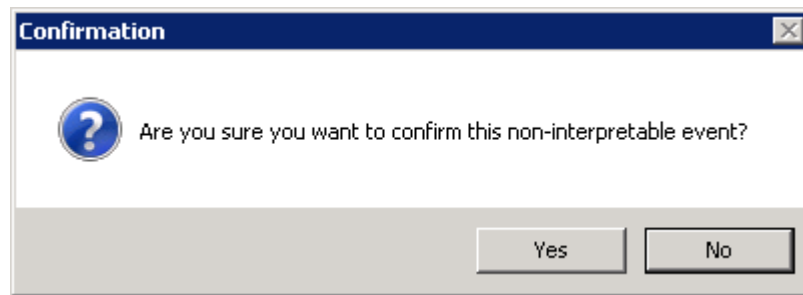 Confirmation
Are you sure you want to confirm this non-interpretable event?
Yes
No